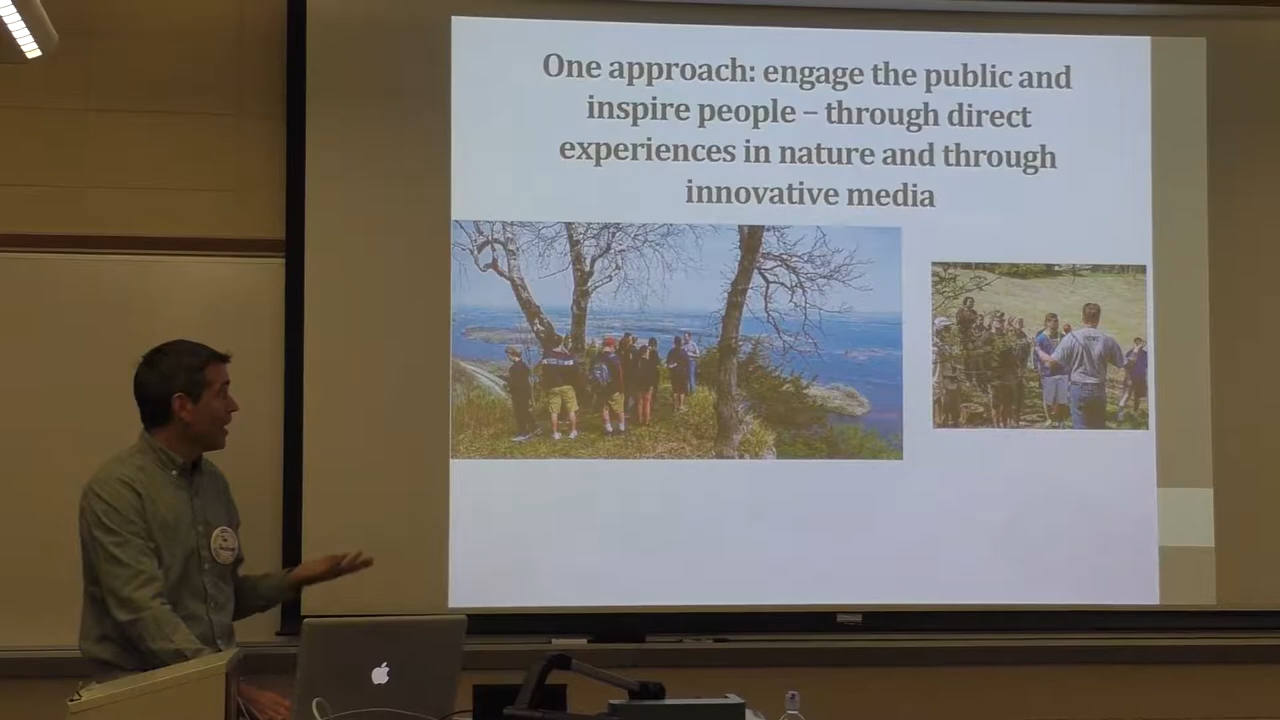 One approach: engage the public and
inspire people – through direct
experiences in nature and through
innovative media